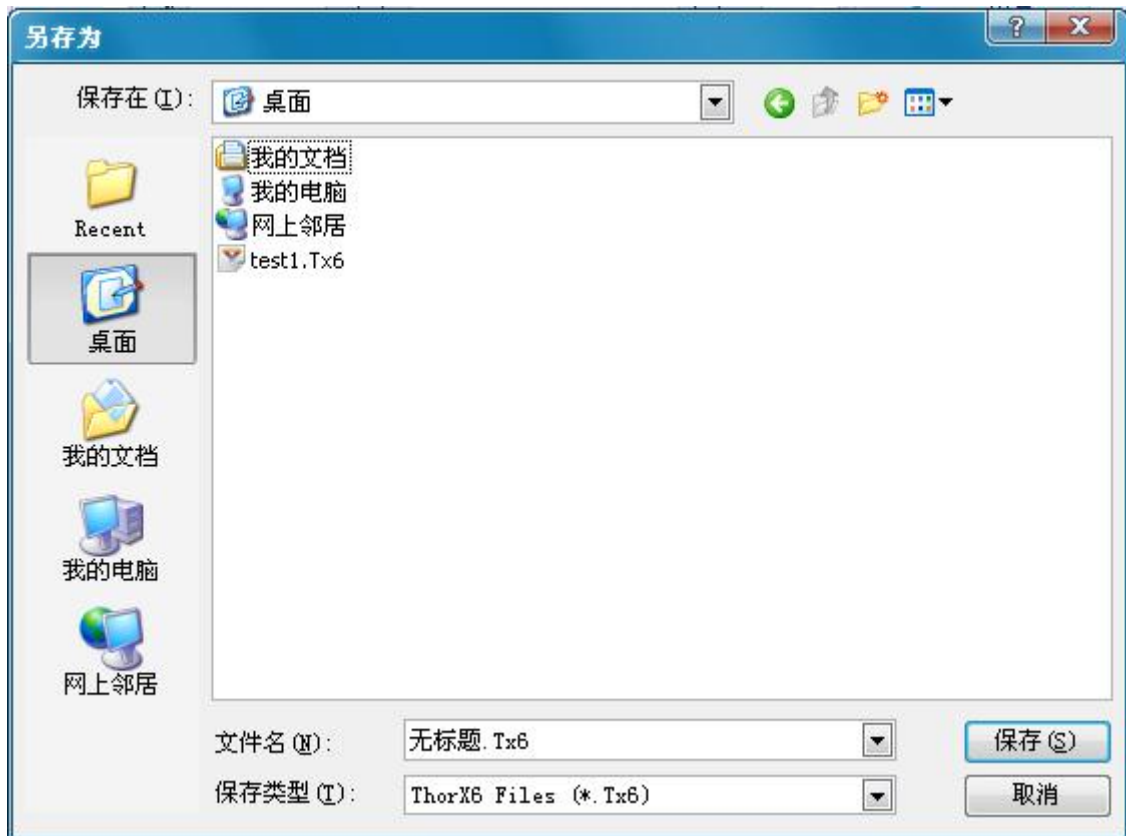 另存为
保存在(I):
桌面
我的文档
我的电脑
网上邻居
test1.Tx6
Recent
桌面
我的文档
我的电脑
网上邻居
文件名(N):
无标题.Tx6
保存(S)
保存类型(T):
ThorX6 Files (*.Tx6)
取消